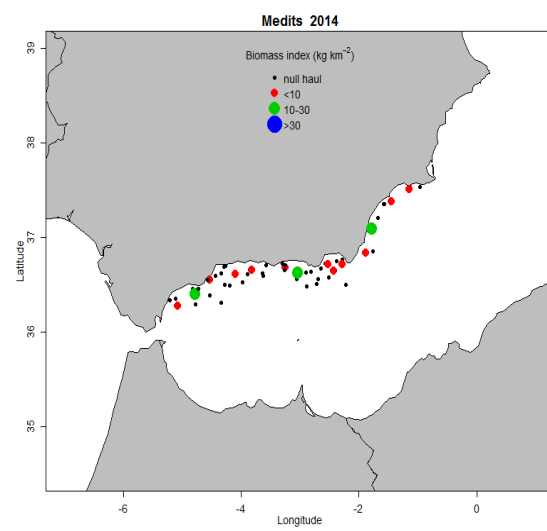 Medits 2014
Biomass index (kg km⁻²)
null haul
<10
10-30
>30
39
38
37
36
35
Latitude
-6 -4 -2 0
Longitude